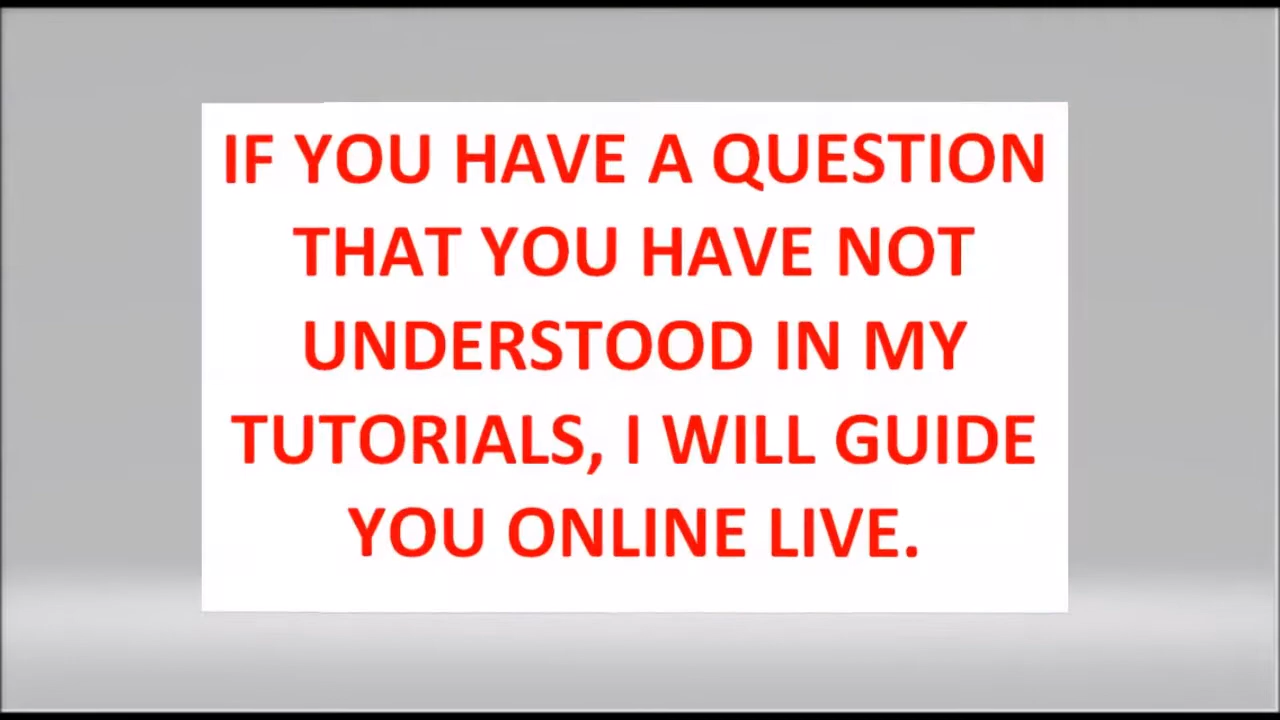 IF YOU HAVE A QUESTION
THAT YOU HAVE NOT
UNDERSTOOD IN MY
TUTORIALS, I WILL GUIDE
YOU ONLINE LIVE.